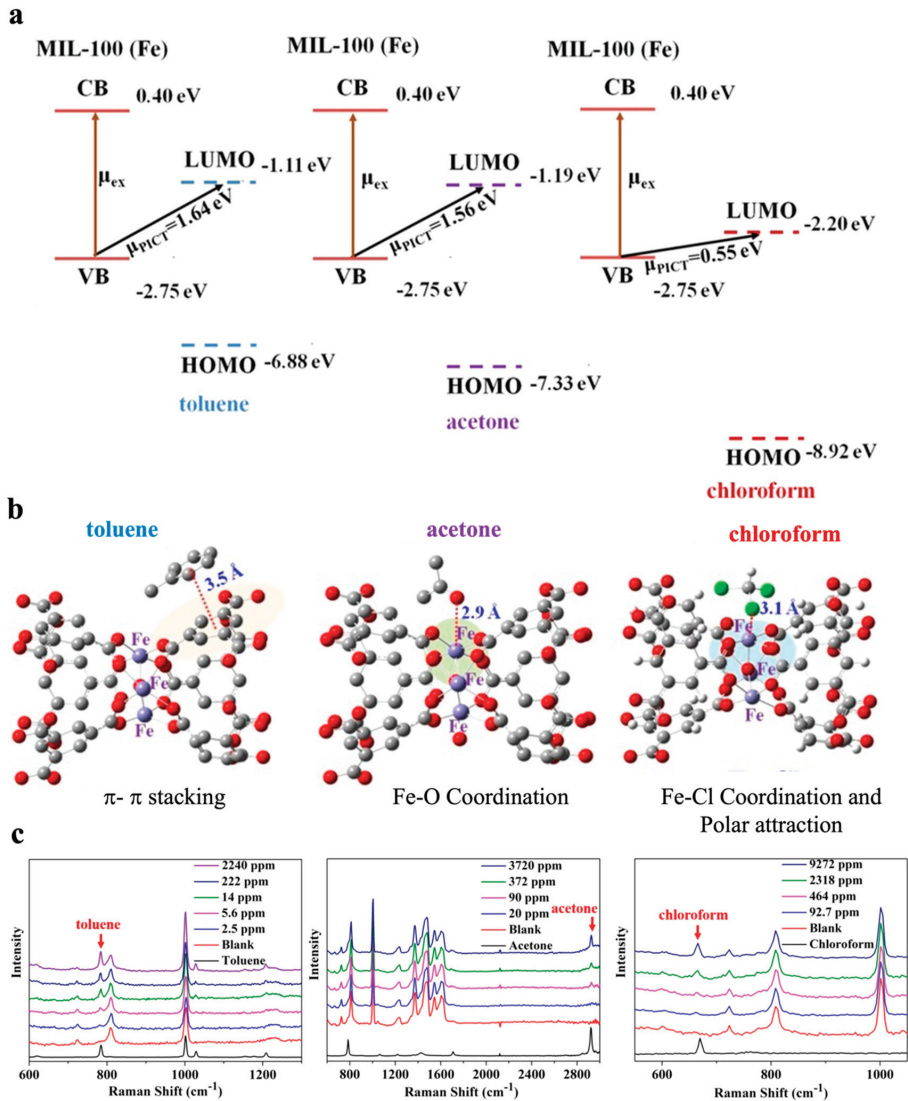 a
MIL-100 (Fe)
CB
0.40 eV
μex
LUMO
-1.11 eV
μPICT=1.64 eV
VB
-2.75 eV
HOMO
-6.88 eV
toluene
MIL-100 (Fe)
CB
0.40 eV
μex
LUMO
-1.19 eV
μPICT=1.56 eV
VB
-2.75 eV
HOMO
-7.33 eV
acetone
MIL-100 (Fe)
CB
0.40 eV
μex
LUMO
-2.20 eV
μPICT=0.55 eV
VB
-2.75 eV
HOMO
-8.92 eV
chloroform
b
toluene
3.5 Å
Fe
Fe
Fe
π- π stacking
acetone
2.9 Å
Fe
Fe
Fe
Fe-O Coordination
chloroform
3.1 Å
Fe
Fe
Fe
Fe-Cl Coordination and
Polar attraction
c
Intensity
toluene
2240 ppm
222 ppm
14 ppm
5.6 ppm
2.5 ppm
Blank
Toluene
600 800 1000 1200
Raman Shift (cm-1)
Intensity
3720 ppm
372 ppm
90 ppm
20 ppm
Blank
Acetone
acetone
800 1200 1600 2000 2400 2800
Raman Shift (cm-1)
Intensity
chloroform
9272 ppm
2318 ppm
464 ppm
92.7 ppm
Blank
Chloroform
600 700 800 900 1000
Raman Shift (cm-1)